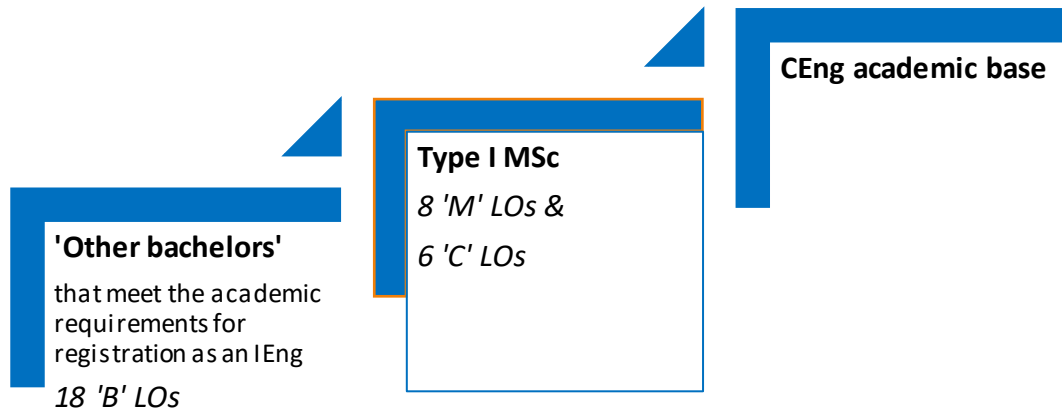 'Other bachelors'
that meet the academic
requirements for
registration as an IEng
18 'B' LOs
Type I MSc
8 'M' LOs &
6 'C' LOs
CEng academic base